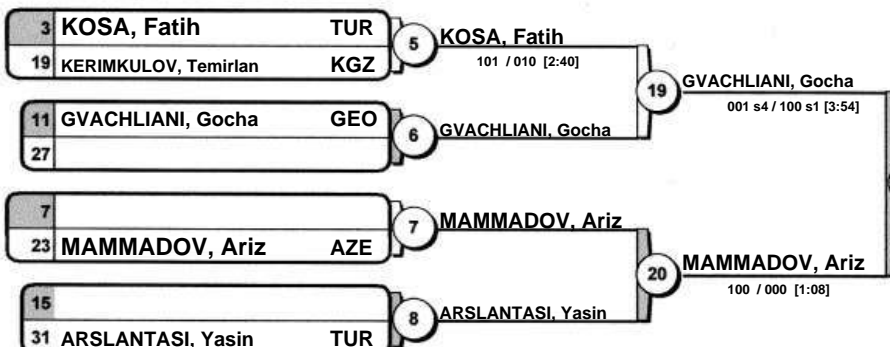 3 KOSA, Fatih TUR
19 KERIMKULOV, Temirlan KGZ
5
KOSA, Fatih
101 / 010 [2:40]
11 GVACHLIANI, Gocha GEO
27
6
GVACHLIANI, Gocha
19
GVACHLIANI, Gocha
001 s4 / 100 s1 [3:54]
7
23 MAMMADOV, Ariz AZE
7
MAMMADOV, Ariz
15
31 ARSLANTASI, Yasin TUR
8
ARSLANTASI, Yasin
20
MAMMADOV, Ariz
100 / 000 [1:08]